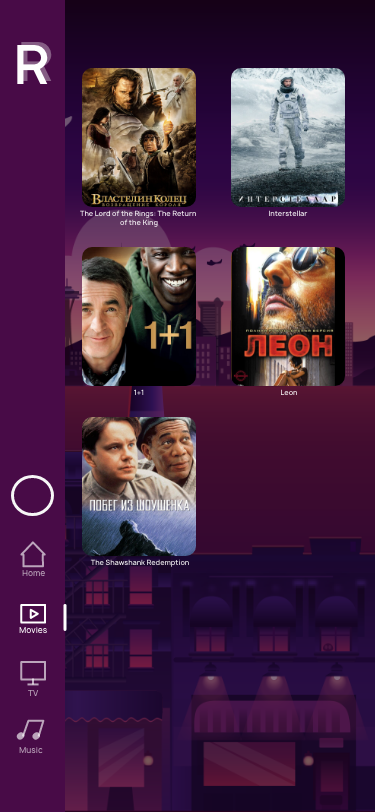 R
ВЛАСТЕЛИН КОЛЕЦ
ВОЗВРАЩЕНИЕ КОРОЛЯ
The Lord of the Rings: The Return
of the King
ИНТЕРСТЕЛЛАР
Interstellar
1+1
1+1
ЛЕОН
Leon
ПОБЕГ ИЗ ШОУШЕНКА
The Shawshank Redemption
Home
Movies
TV
Music